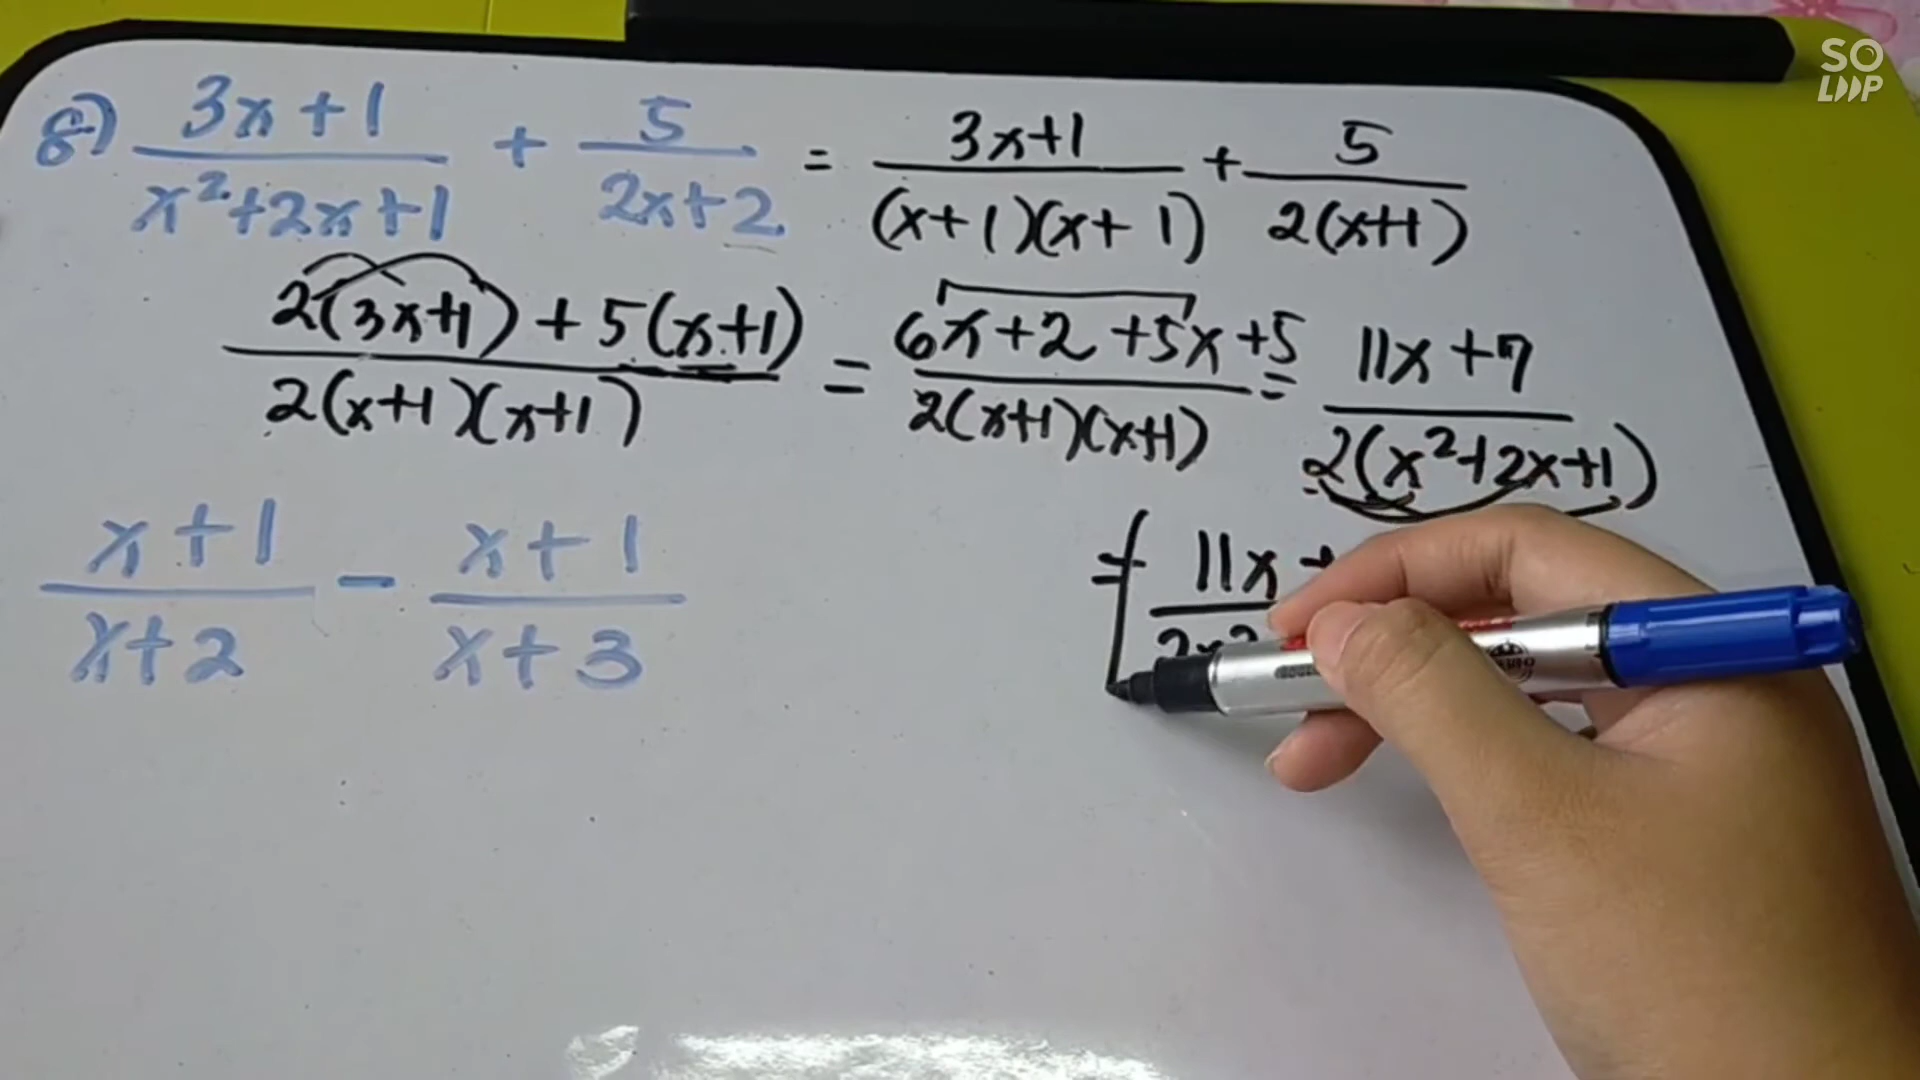 8) (3x+1)/(x²+2x+1) + 5/(2x+2) = (3x+1)/((x+1)(x+1)) + 5/(2(x+1))
(2(3x+1)+5(x+1))/(2(x+1)(x+1)) = (6x+2+5x+5)/(2(x+1)(x+1)) = (11x+7)/(2(x²+2x+1))
= 11x +
2x²
(x+1)/(x+2) - (x+1)/(x+3)
SO
LOOP